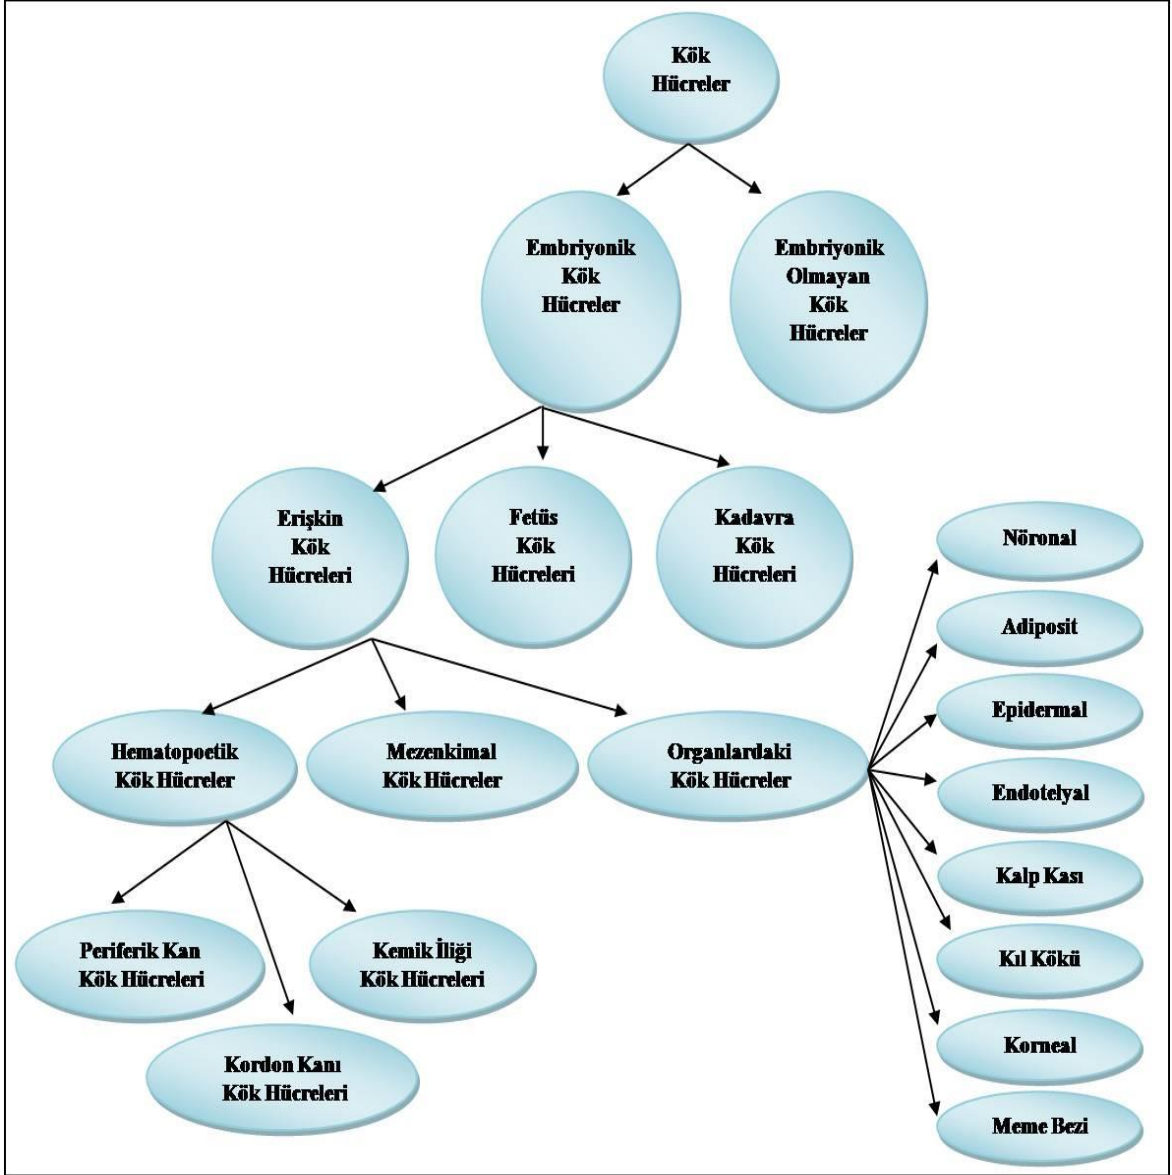 Kök
Hücreler
Embriyonik
Kök
Hücreler
Embriyonik
Olmayan
Kök
Hücreler
Erişkin
Kök
Hücreleri
Fetüs
Kök
Hücreleri
Kadavra
Kök
Hücreleri
Hematopoetik
Kök Hücreler
Mezenkimal
Kök Hücreler
Organlardaki
Kök Hücreler
Nöronal
Adiposit
Epidermal
Endotelyal
Kalp Kası
Kıl Kökü
Korneal
Meme Bezi
Periferik Kan
Kök Hücreleri
Kemik İliği
Kök Hücreleri
Kordon Kanı
Kök Hücreleri